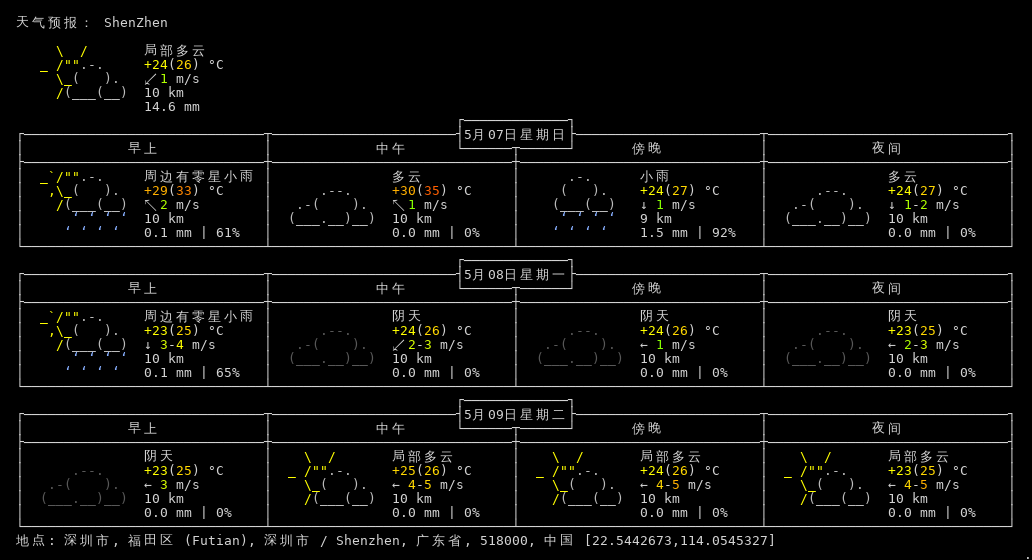 天气预报： ShenZhen
局部多云
+24(26) °C
↙ 1 m/s
10 km
14.6 mm
5月07日星期日
早上 中午 傍晚 夜间
周边有零星小雨 多云 小雨 多云
+29(33) °C +30(35) °C +24(27) °C +24(27) °C
↖ 2 m/s ↖ 1 m/s ↓ 1 m/s ↓ 1-2 m/s
10 km 10 km 9 km 10 km
0.1 mm | 61% 0.0 mm | 0% 1.5 mm | 92% 0.0 mm | 0%
5月08日星期一
早上 中午 傍晚 夜间
周边有零星小雨 阴天 阴天 阴天
+23(25) °C +24(26) °C +24(26) °C +23(25) °C
↓ 3-4 m/s ↙ 2-3 m/s ← 1 m/s ← 2-3 m/s
10 km 10 km 10 km 10 km
0.1 mm | 65% 0.0 mm | 0% 0.0 mm | 0% 0.0 mm | 0%
5月09日星期二
早上 中午 傍晚 夜间
阴天 局部多云 局部多云 局部多云
+23(25) °C +25(26) °C +24(26) °C +23(25) °C
← 3 m/s ← 4-5 m/s ← 4-5 m/s ← 4-5 m/s
10 km 10 km 10 km 10 km
0.0 mm | 0% 0.0 mm | 0% 0.0 mm | 0% 0.0 mm | 0%
地点: 深圳市, 福田区 (Futian), 深圳市 / Shenzhen, 广东省, 518000, 中国 [22.5442673,114.0545327]